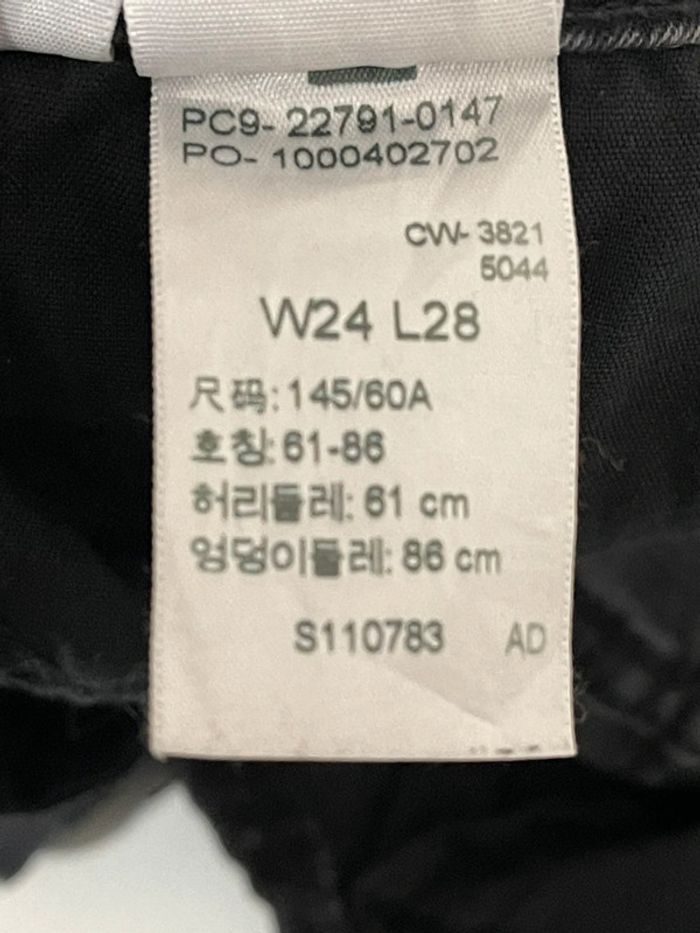 PC9- 22791-0147
PO- 1000402702
CW- 3821
5044
W24 L28
尺码: 145/60A
호칭: 61-86
허리둘레: 61 cm
엉덩이둘레: 86 cm
S110783 AD